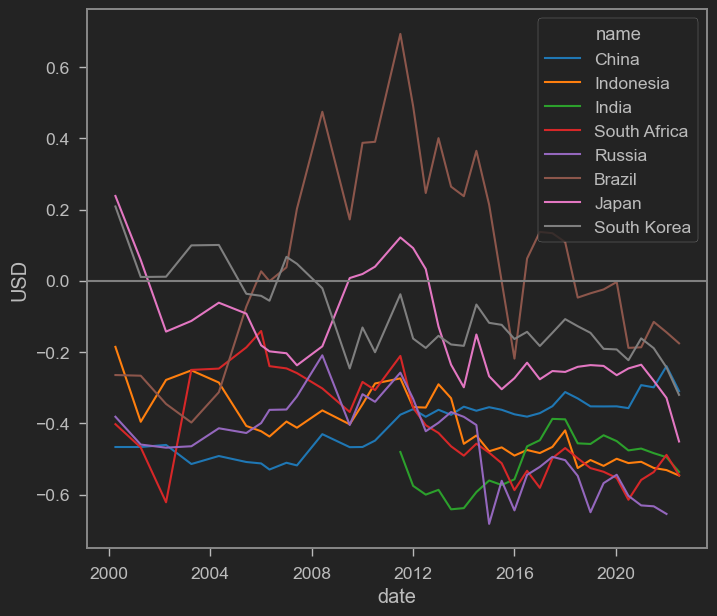 name
China
Indonesia
India
South Africa
Russia
Brazil
Japan
South Korea
0.6
0.4
0.2
0.0
−0.2
−0.4
−0.6
USD
2000 2004 2008 2012 2016 2020
date